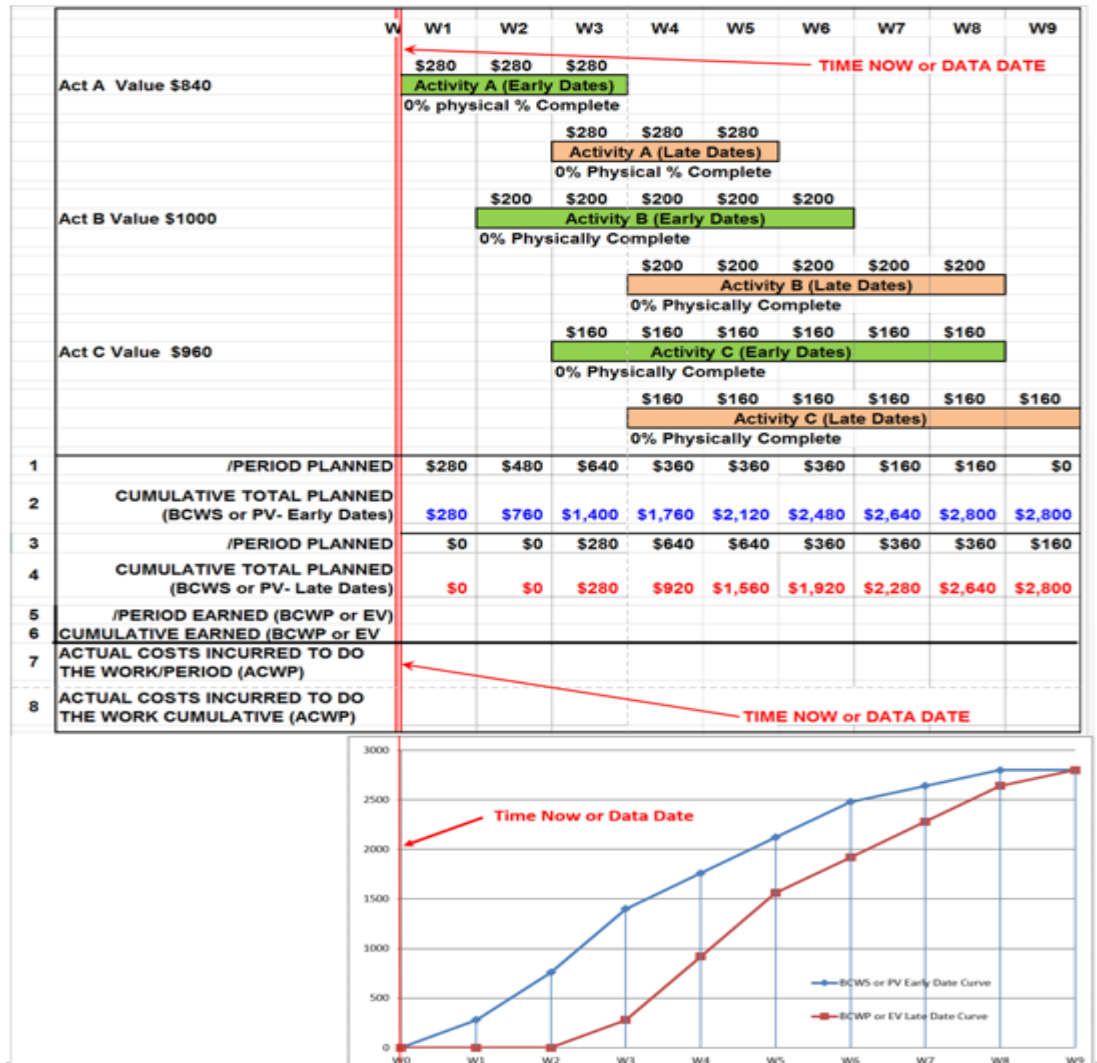 W W1 W2 W3 W4 W5 W6 W7 W8 W9
$280 $280 $280 TIME NOW or DATA DATE
Act A Value $840 Activity A (Early Dates)
0% physical % Complete
$280 $280 $280
Activity A (Late Dates)
0% Physical % Complete
$200 $200 $200 $200 $200
Act B Value $1000 Activity B (Early Dates)
0% Physically Complete
$200 $200 $200 $200 $200
Activity B (Late Dates)
0% Physically Complete
$160 $160 $160 $160 $160 $160
Act C Value $960 Activity C (Early Dates)
0% Physically Complete
$160 $160 $160 $160 $160 $160
Activity C (Late Dates)
0% Physically Complete
1 /PERIOD PLANNED $280 $480 $640 $360 $360 $360 $160 $160 $0
CUMULATIVE TOTAL PLANNED
2 (BCWS or PV- Early Dates) $280 $760 $1,400 $1,760 $2,120 $2,480 $2,640 $2,800 $2,800
3 /PERIOD PLANNED $0 $0 $280 $640 $640 $360 $360 $360 $160
CUMULATIVE TOTAL PLANNED
4 (BCWS or PV- Late Dates) $0 $0 $280 $920 $1,560 $1,920 $2,280 $2,640 $2,800
5 /PERIOD EARNED (BCWP or EV)
6 CUMULATIVE EARNED (BCWP or EV
7 ACTUAL COSTS INCURRED TO DO
THE WORK/PERIOD (ACWP)
8 ACTUAL COSTS INCURRED TO DO
THE WORK CUMULATIVE (ACWP)
TIME NOW or DATA DATE
3000
Time Now or Data Date
2500
2000
1500
1000
BCWS or PV Early Date Curve
500
BCWP or EV Late Date Curve
0
W0 W1 W2 W3 W4 W5 W6 W7 W8 W9